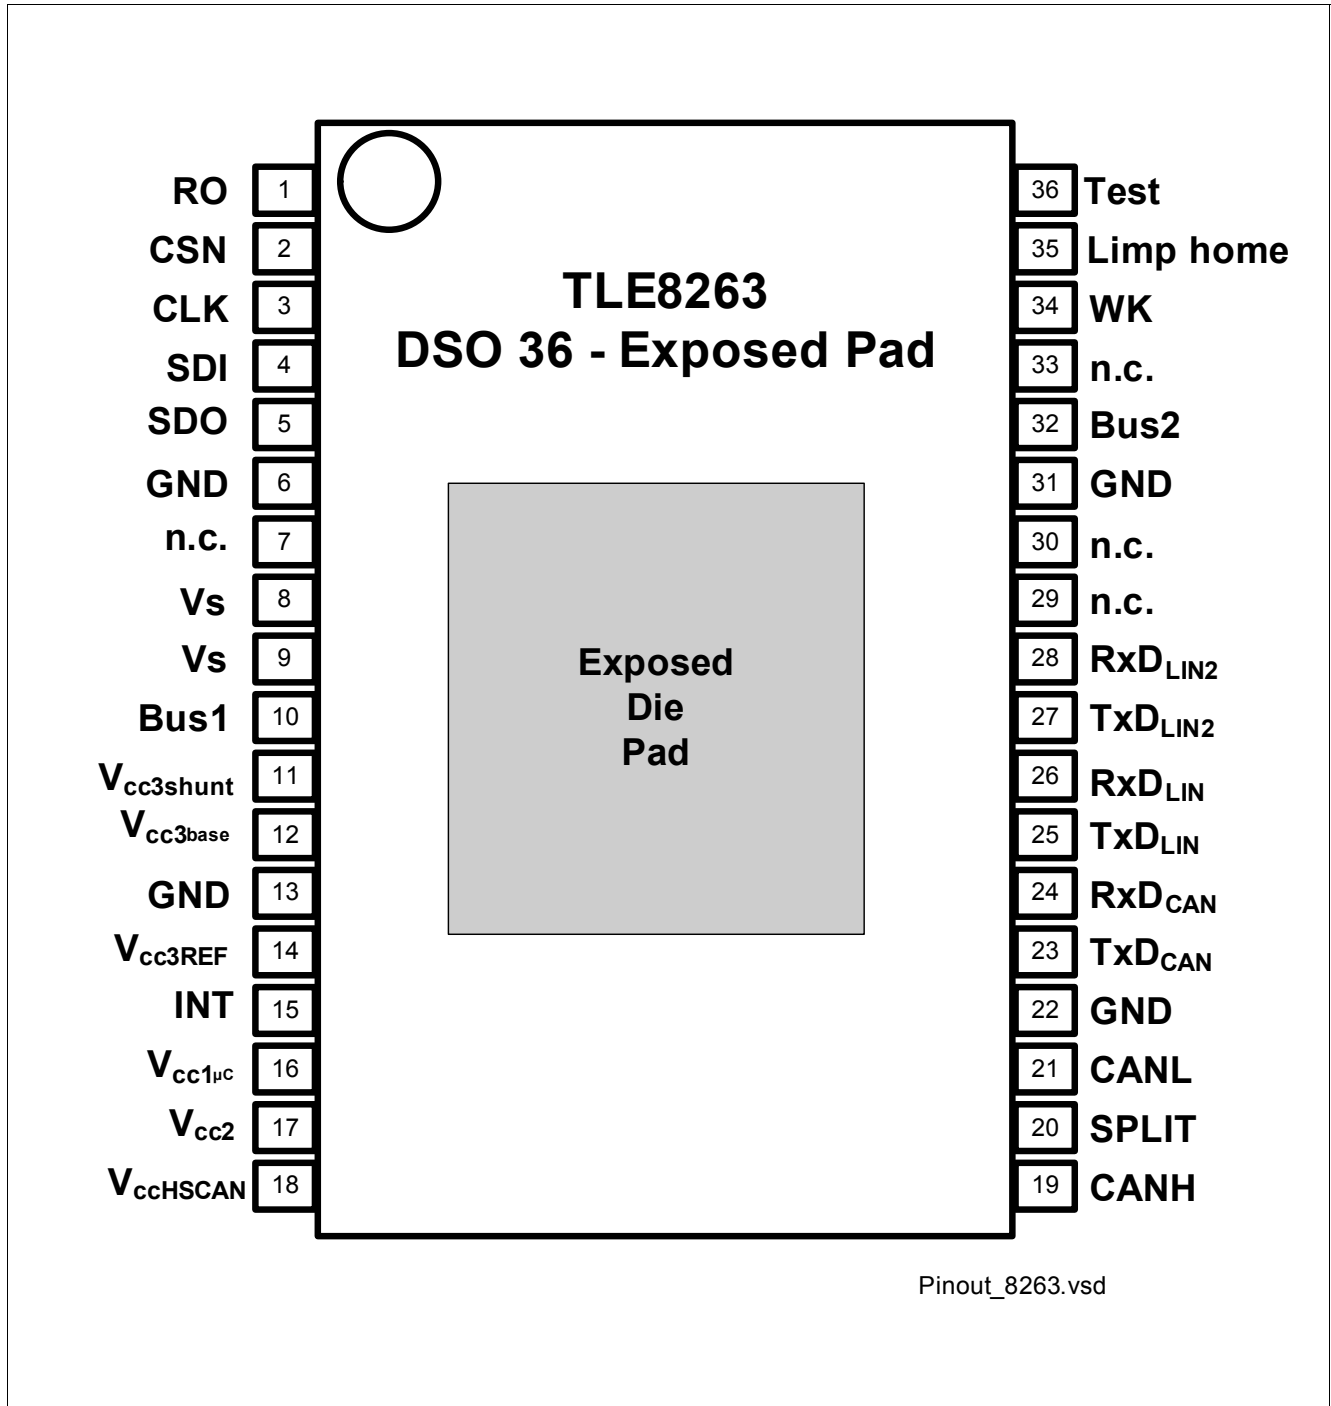 TLE8263
DSO 36 - Exposed Pad
RO 1
CSN 2
CLK 3
SDI 4
SDO 5
GND 6
n.c. 7
Vs 8
Vs 9
Bus1 10
Vcc3shunt 11
Vcc3base 12
GND 13
Vcc3REF 14
INT 15
Vcc1µC 16
Vcc2 17
VccHSCAN 18
Exposed
Die
Pad
36 Test
35 Limp home
34 WK
33 n.c.
32 Bus2
31 GND
30 n.c.
29 n.c.
28 RxDLIN2
27 TxDLIN2
26 RxDLIN
25 TxDLIN
24 RxDCAN
23 TxDCAN
22 GND
21 CANL
20 SPLIT
19 CANH
Pinout_8263.vsd